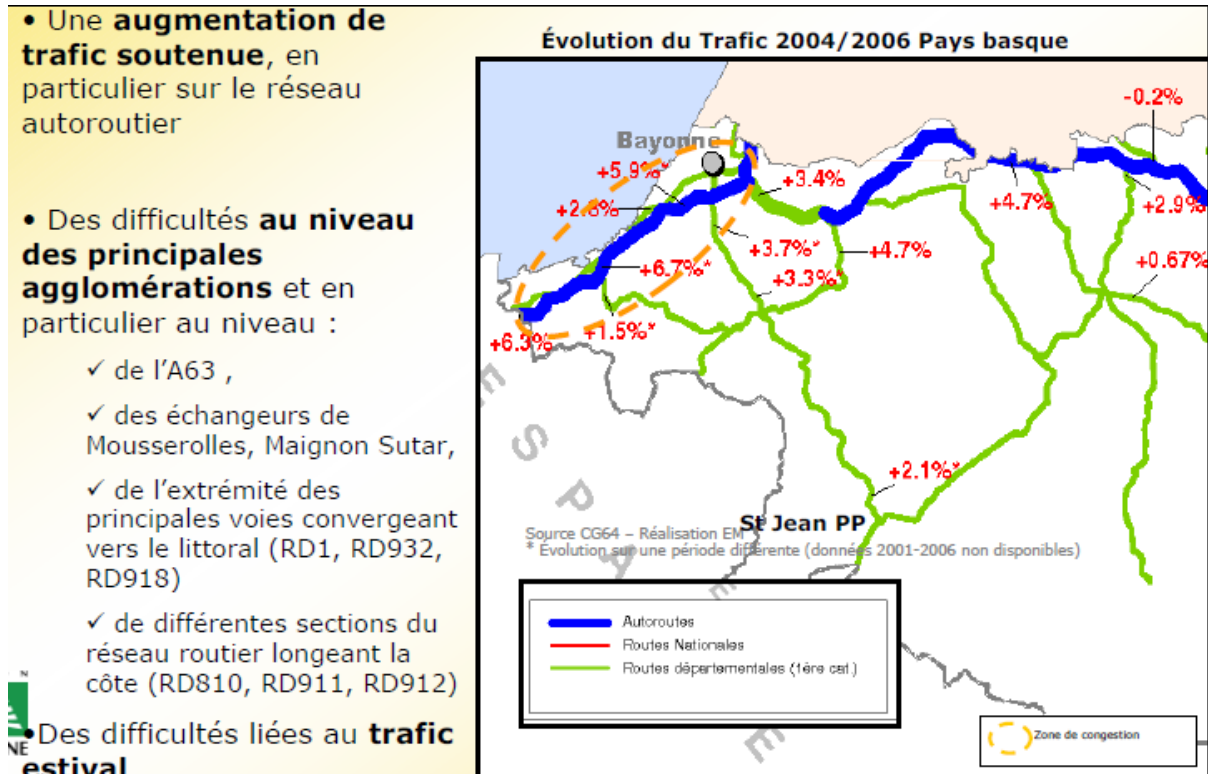 • Une augmentation de
trafic soutenue, en
particulier sur le réseau
autoroutier
• Des difficultés au niveau
des principales
agglomérations et en
particulier au niveau :
✓ de l'A63 ,
✓ des échangeurs de
Mousserolles, Maignon Sutar,
✓ de l'extrémité des
principales voies convergeant
vers le littoral (RD1, RD932,
RD918)
✓ de différentes sections du
réseau routier longeant la
côte (RD810, RD911, RD912)
•Des difficultés liées au trafic
estival
N
NE
Évolution du Trafic 2004/2006 Pays basque
-0.2%
Bayonne
+5.9%*
+3.4%
+2.8%
+4.7%
+2.9%
+3.7%*
+4.7%
+6.7%*
+3.3%*
+0.67%
+1.5%*
+6.3%
E S P A
E
E
+2.1%*
St Jean PP
Source CG64 – Réalisation EM
* Évolution sur une période différente (données 2001-2006 non disponibles)
Autoroutes
Routes Nationales
Routes départementales (1ère cat.)
Zone de congestion